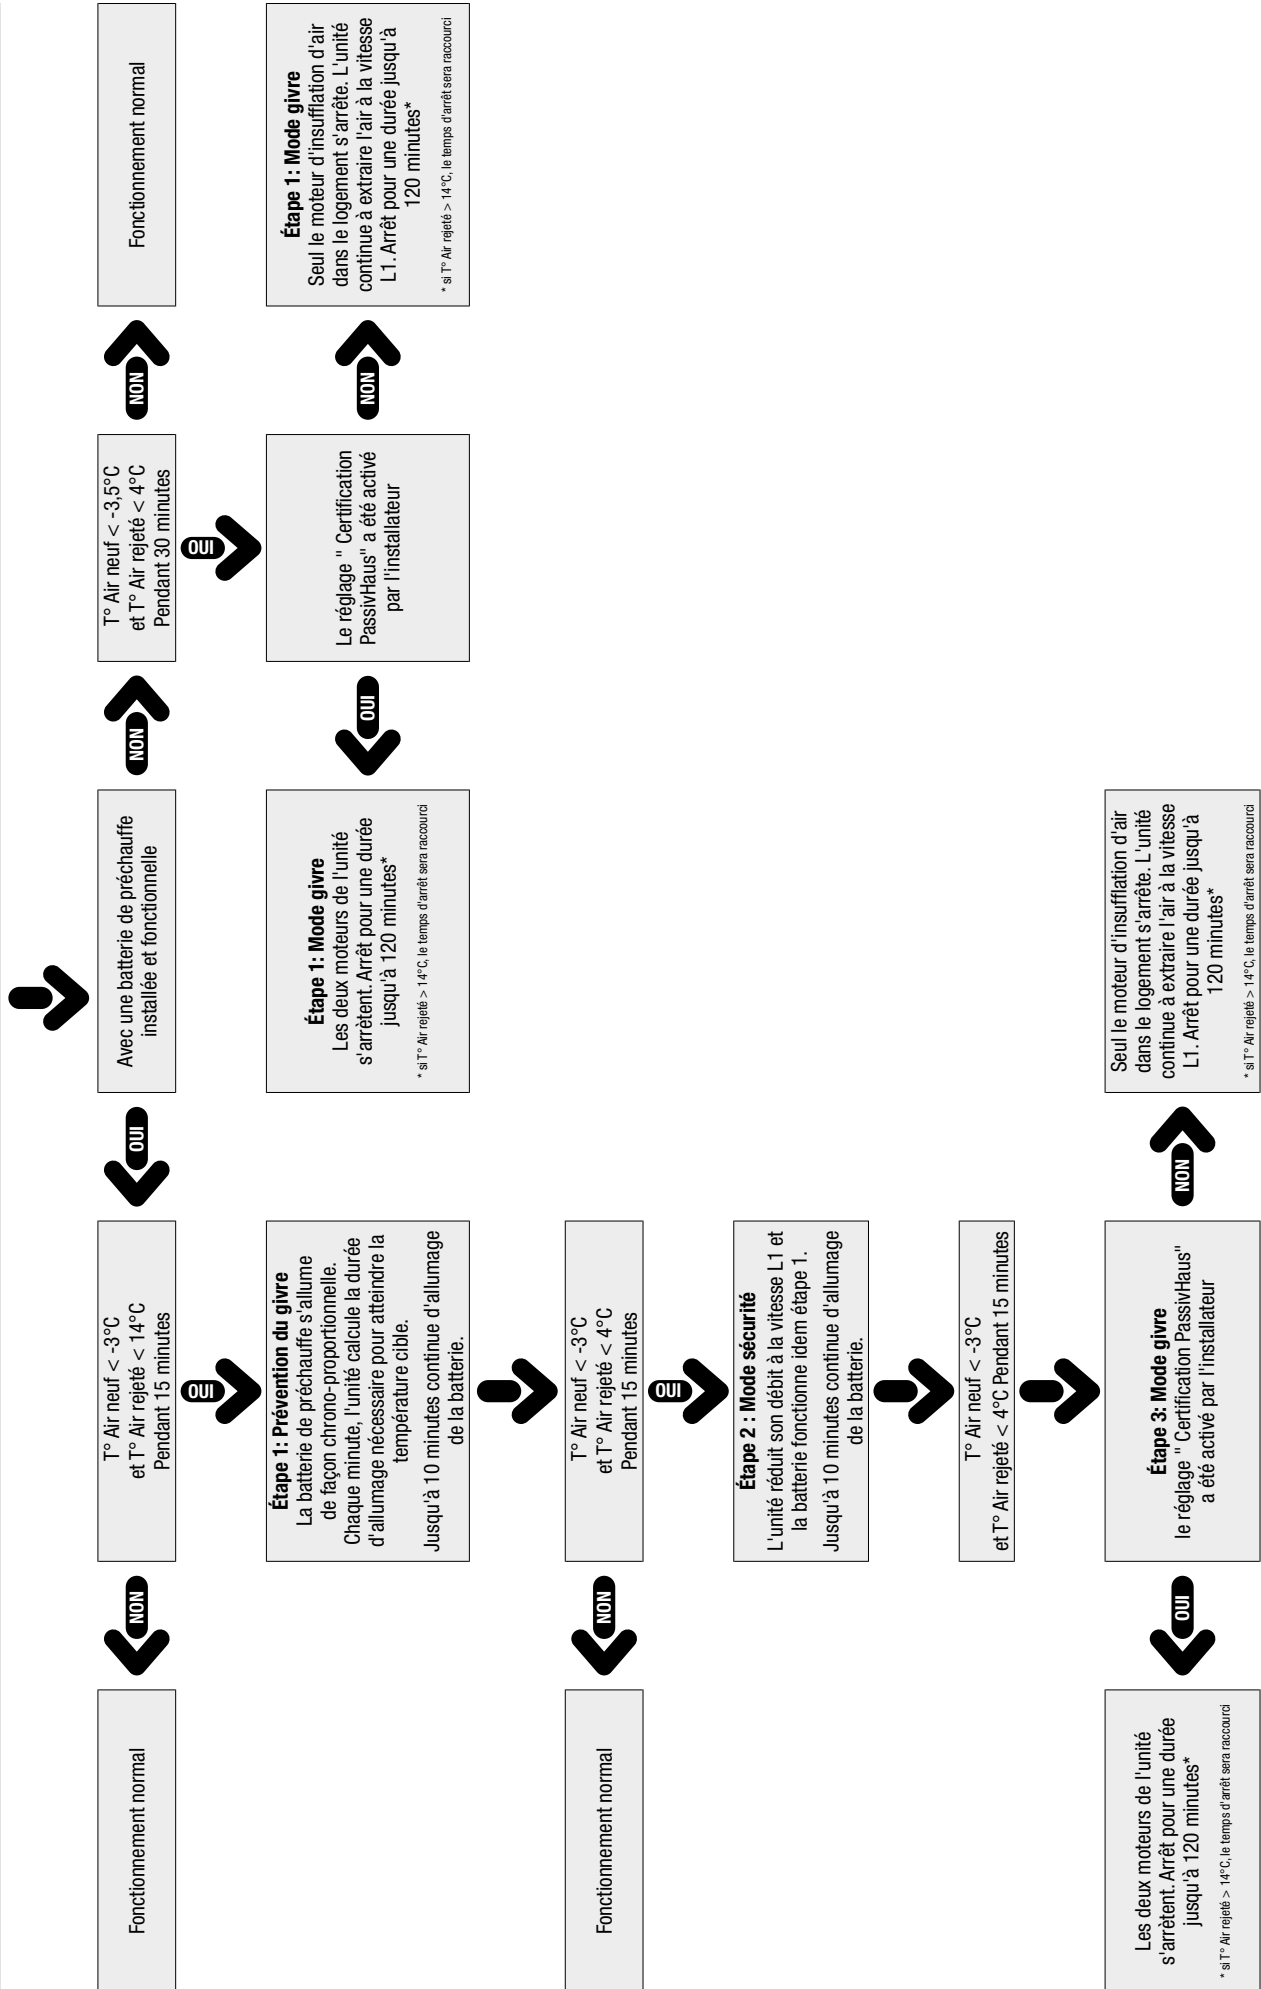 Fonctionnement normal
NON
T° Air neuf < -3°C
et T° Air rejeté < 14°C
Pendant 15 minutes
OUI
Avec une batterie de préchauffe
installée et fonctionnelle
NON
T° Air neuf < -3,5°C
et T° Air rejeté < 4°C
Pendant 30 minutes
NON
Fonctionnement normal
OUI
OUI
Étape 1: Prévention du givre
La batterie de préchauffe s'allume
de façon chrono-proportionnelle.
Chaque minute, l'unité calcule la durée
d'allumage nécessaire pour atteindre la
température cible.
Jusqu'à 10 minutes continue d'allumage
de la batterie.
Étape 1: Mode givre
Les deux moteurs de l'unité
s'arrètent. Arrêt pour une durée
jusqu'à 120 minutes*
* si T° Air rejeté > 14°C, le temps d'arrêt sera raccourci
OUI
Le réglage " Certification
PassivHaus" a été activé
par l'installateur
NON
Étape 1: Mode givre
Seul le moteur d'insufflation d'air
dans le logement s'arrête. L'unité
continue à extraire l'air à la vitesse
L1. Arrêt pour une durée jusqu'à
120 minutes*
* si T° Air rejeté > 14°C, le temps d'arrêt sera raccourci
Fonctionnement normal
NON
T° Air neuf < -3°C
et T° Air rejeté < 4°C
Pendant 15 minutes
OUI
Étape 2 : Mode sécurité
L'unité réduit son débit à la vitesse L1 et
la batterie fonctionne idem étape 1.
Jusqu'à 10 minutes continue d'allumage
de la batterie.
T° Air neuf < -3°C
et T° Air rejeté < 4°C Pendant 15 minutes
Les deux moteurs de l'unité
s'arrètent. Arrêt pour une durée
jusqu'à 120 minutes*
* si T° Air rejeté > 14°C, le temps d'arrêt sera raccourci
OUI
Étape 3: Mode givre
le réglage " Certification PassivHaus"
a été activé par l'installateur
NON
Seul le moteur d'insufflation d'air
dans le logement s'arrête. L'unité
continue à extraire l'air à la vitesse
L1. Arrêt pour une durée jusqu'à
120 minutes*
* si T° Air rejeté > 14°C, le temps d'arrêt sera raccourci